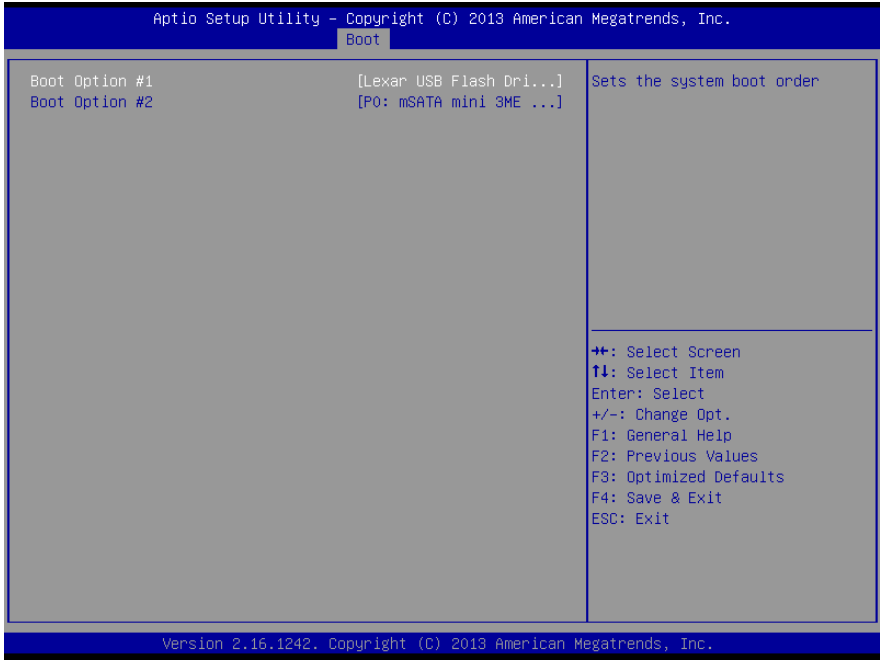 Aptio Setup Utility – Copyright (C) 2013 American Megatrends, Inc.
Boot
Boot Option #1 [Lexar USB Flash Dri...]
Boot Option #2 [P0: mSATA mini 3ME ...]
Sets the system boot order
→←: Select Screen
↑↓: Select Item
Enter: Select
+/-: Change Opt.
F1: General Help
F2: Previous Values
F3: Optimized Defaults
F4: Save & Exit
ESC: Exit
Version 2.16.1242. Copyright (C) 2013 American Megatrends, Inc.